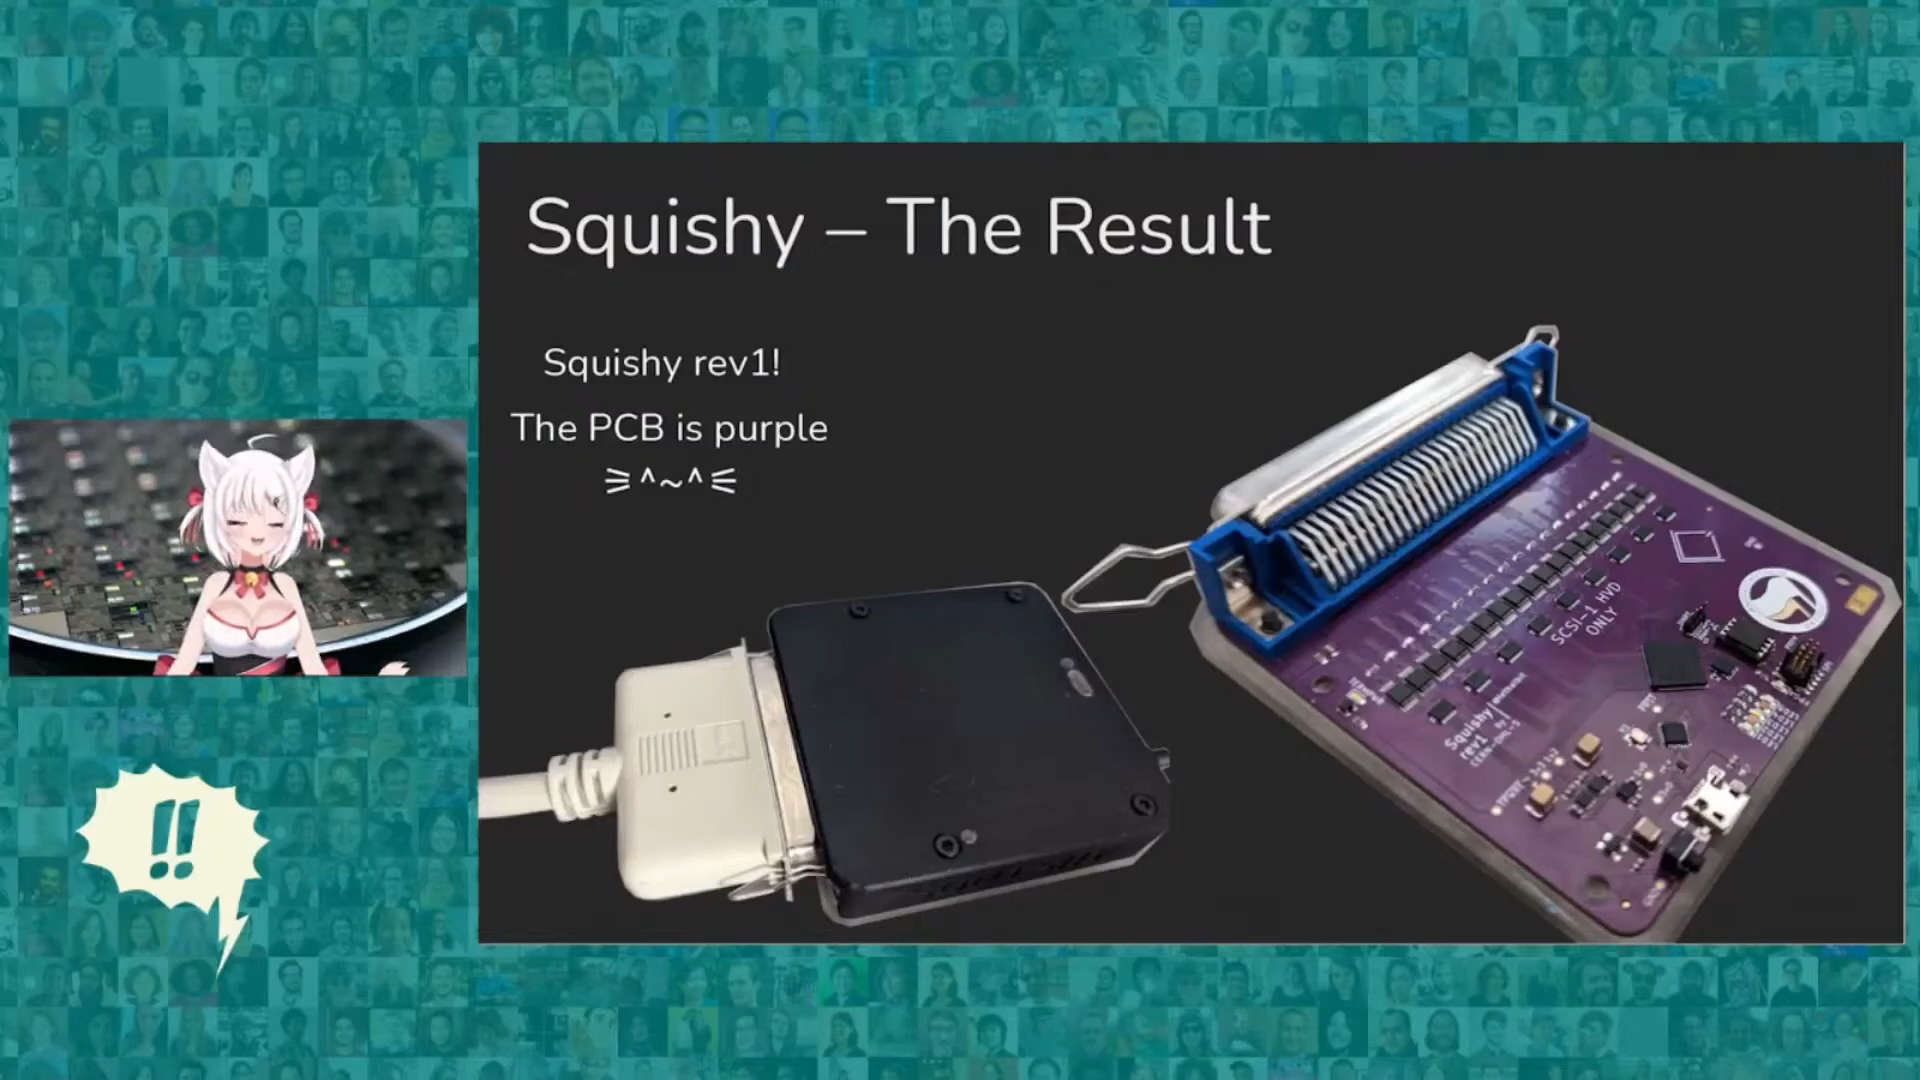 Squishy – The Result
Squishy rev1!
The PCB is purple
⚞^~^⚟
!!
SCSI-1 HVD
ONLY
Squishy
rev1